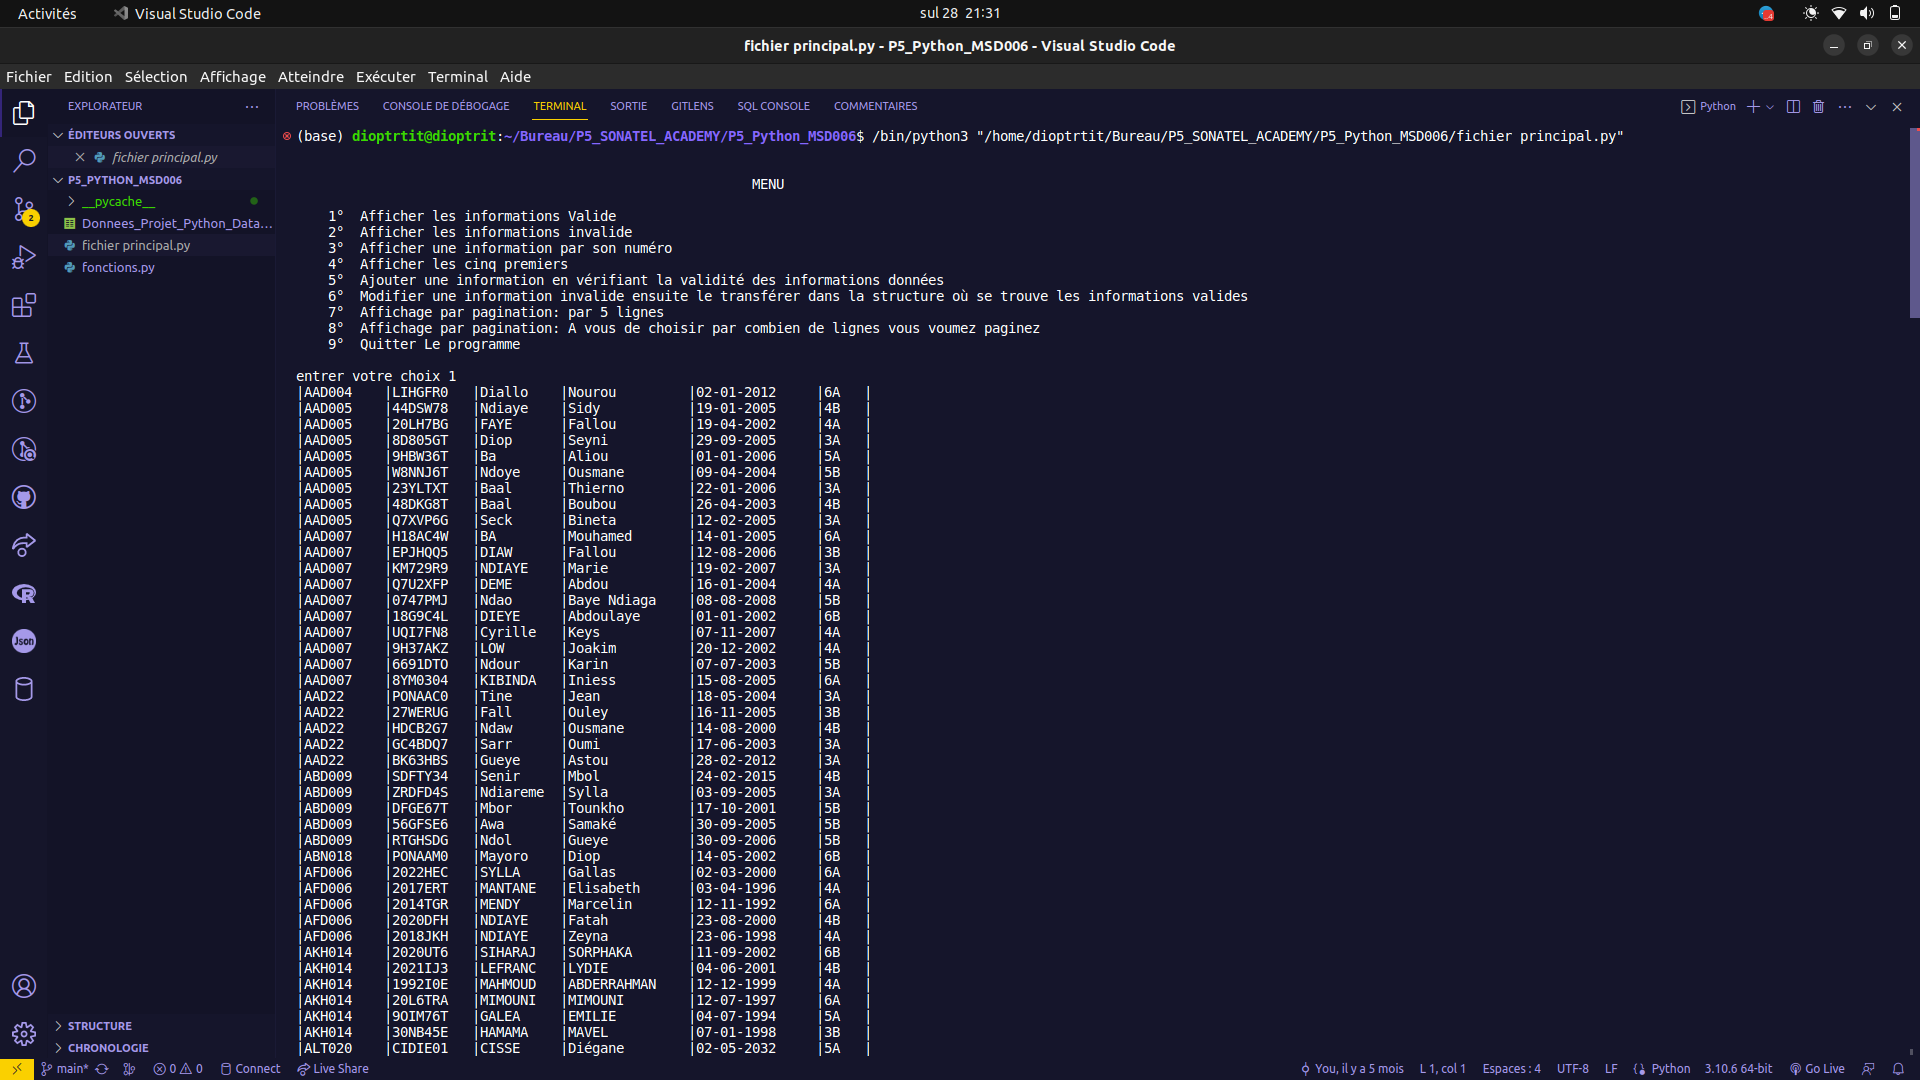 Activités
Visual Studio Code
sul 28 21:31
fichier principal.py - P5_Python_MSD006 - Visual Studio Code
Fichier Edition Sélection Affichage Atteindre Exécuter Terminal Aide
EXPLORATEUR
PROBLÈMES CONSOLE DE DÉBOGAGE TERMINAL SORTIE GITLENS SQL CONSOLE COMMENTAIRES
Python
ÉDITEURS OUVERTS
fichier principal.py
P5_PYTHON_MSD006
__pycache__
Donnees_Projet_Python_Data...
fichier principal.py
fonctions.py
2
Json
STRUCTURE
CHRONOLOGIE
(base) dioptrtit@dioptrit:~/Bureau/P5_SONATEL_ACADEMY/P5_Python_MSD006$ /bin/python3 "/home/dioptrtit/Bureau/P5_SONATEL_ACADEMY/P5_Python_MSD006/fichier principal.py"
MENU
1° Afficher les informations Valide
2° Afficher les informations invalide
3° Afficher une information par son numéro
4° Afficher les cinq premiers
5° Ajouter une information en vérifiant la validité des informations données
6° Modifier une information invalide ensuite le transférer dans la structure où se trouve les informations valides
7° Affichage par pagination: par 5 lignes
8° Affichage par pagination: A vous de choisir par combien de lignes vous voumez paginez
9° Quitter Le programme
entrer votre choix 1
|AAD004 |LIHGFR0 |Diallo |Nourou |02-01-2012 |6A |
|AAD005 |44DSW78 |Ndiaye |Sidy |19-01-2005 |4B |
|AAD005 |20LH7BG |FAYE |Fallou |19-04-2002 |4A |
|AAD005 |8D805GT |Diop |Seyni |29-09-2005 |3A |
|AAD005 |9HBW36T |Ba |Aliou |01-01-2006 |5A |
|AAD005 |W8NNJ6T |Ndoye |Ousmane |09-04-2004 |5B |
|AAD005 |23YLTXT |Baal |Thierno |22-01-2006 |3A |
|AAD005 |48DKG8T |Baal |Boubou |26-04-2003 |4B |
|AAD005 |Q7XVP6G |Seck |Bineta |12-02-2005 |3A |
|AAD007 |H18AC4W |BA |Mouhamed |14-01-2005 |6A |
|AAD007 |EPJHQQ5 |DIAW |Fallou |12-08-2006 |3B |
|AAD007 |KM729R9 |NDIAYE |Marie |19-02-2007 |3A |
|AAD007 |Q7U2XFP |DEME |Abdou |16-01-2004 |4A |
|AAD007 |0747PMJ |Ndao |Baye Ndiaga |08-08-2008 |5B |
|AAD007 |18G9C4L |DIEYE |Abdoulaye |01-01-2002 |6B |
|AAD007 |UQI7FN8 |Cyrille |Keys |07-11-2007 |4A |
|AAD007 |9H37AKZ |LOW |Joakim |20-12-2002 |4A |
|AAD007 |6691DTO |Ndour |Karin |07-07-2003 |5B |
|AAD007 |8YM0304 |KIBINDA |Iniess |15-08-2005 |6A |
|AAD22 |PONAAC0 |Tine |Jean |18-05-2004 |3A |
|AAD22 |27WERUG |Fall |Ouley |16-11-2005 |3B |
|AAD22 |HDCB2G7 |Ndaw |Ousmane |14-08-2000 |4B |
|AAD22 |GC4BDQ7 |Sarr |Oumi |17-06-2003 |3A |
|AAD22 |BK63HBS |Gueye |Astou |28-02-2012 |3A |
|ABD009 |SDFTY34 |Senir |Mbol |24-02-2015 |4B |
|ABD009 |ZRDFD4S |Ndiareme |Sylla |03-09-2005 |3A |
|ABD009 |DFGE67T |Mbor |Tounkho |17-10-2001 |5B |
|ABD009 |56GFSE6 |Awa |Samaké |30-09-2005 |5B |
|ABD009 |RTGHSDG |Ndol |Gueye |30-09-2006 |5B |
|ABN018 |PONAAM0 |Mayoro |Diop |14-05-2002 |6B |
|AFD006 |2022HEC |SYLLA |Gallas |02-03-2000 |6A |
|AFD006 |2017ERT |MANTANE |Elisabeth |03-04-1996 |4A |
|AFD006 |2014TGR |MENDY |Marcelin |12-11-1992 |6A |
|AFD006 |2020DFH |NDIAYE |Fatah |23-08-2000 |4B |
|AFD006 |2018JKH |NDIAYE |Zeyna |23-06-1998 |4A |
|AKH014 |2020UT6 |SIHARAJ |SORPHAKA |11-09-2002 |6B |
|AKH014 |2021IJ3 |LEFRANC |LYDIE |04-06-2001 |4B |
|AKH014 |1992I0E |MAHMOUD |ABDERRAHMAN |12-12-1999 |4A |
|AKH014 |20L6TRA |MIMOUNI |MIMOUNI |12-07-1997 |6A |
|AKH014 |9OIM76T |GALEA |EMILIE |04-07-1994 |5A |
|AKH014 |30NB45E |HAMAMA |MAVEL |07-01-1998 |3B |
|ALT020 |CIDIE01 |CISSE |Diégane |02-05-2032 |5A |
main* 0 0 Connect Live Share
You, il y a 5 mois L 1, col 1 Espaces : 4 UTF-8 LF Python 3.10.6 64-bit Go Live